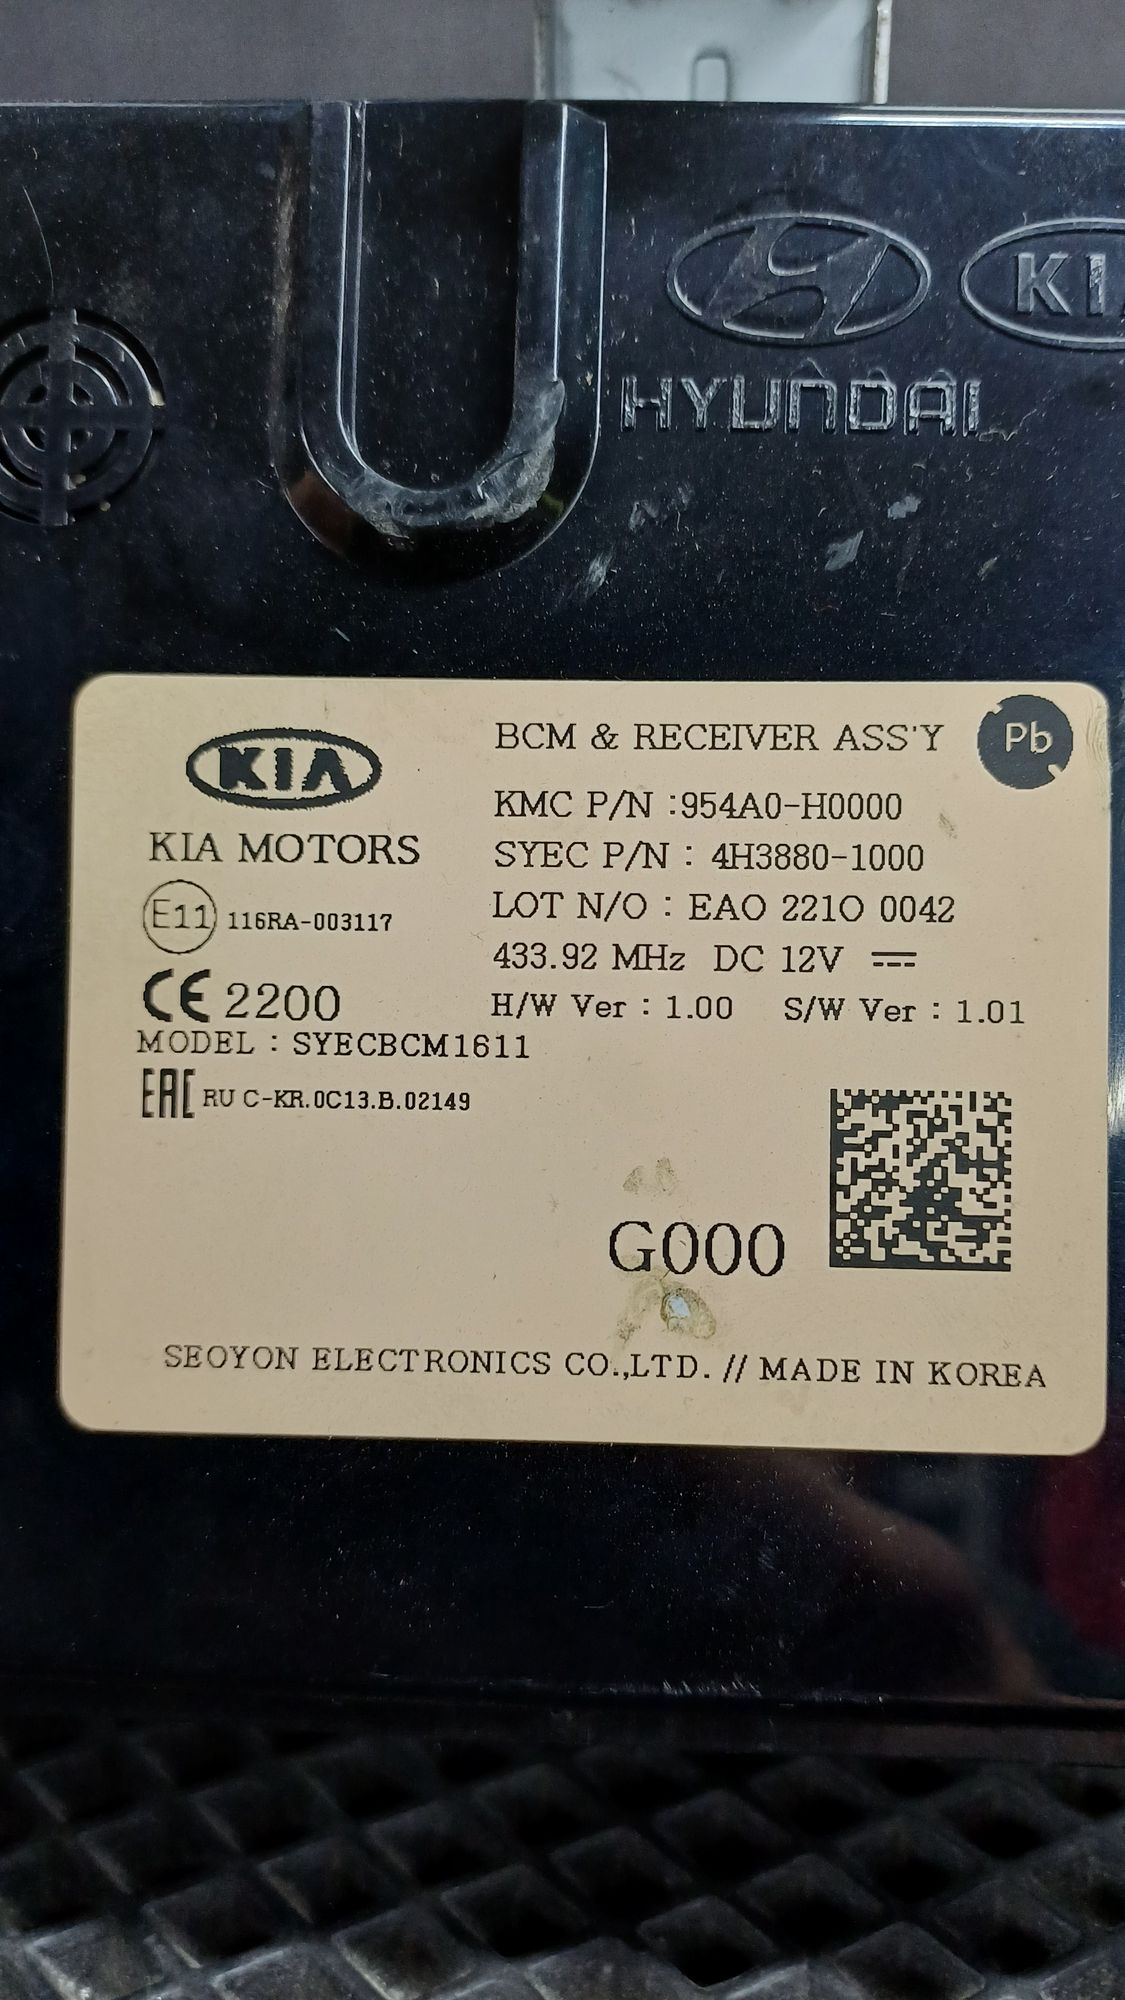 HYUNDAI
KI
KIA
KIA MOTORS
E11 116RA-003117
CE 2200
MODEL : SYECBCM1611
EAC RU C-KR.0C13.B.02149
BCM & RECEIVER ASS'Y
Pb
KMC P/N :954A0-H0000
SYEC P/N : 4H3880-1000
LOT N/O : EAO 221O 0042
433.92 MHz DC 12V
H/W Ver : 1.00 S/W Ver : 1.01
G000
SEOYON ELECTRONICS CO.,LTD. // MADE IN KOREA